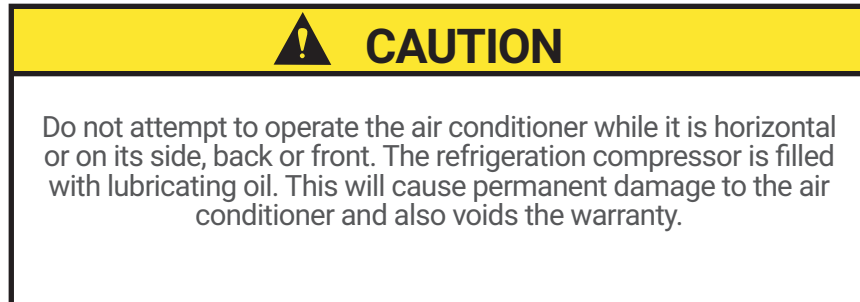 CAUTION
Do not attempt to operate the air conditioner while it is horizontal
or on its side, back or front. The refrigeration compressor is filled
with lubricating oil. This will cause permanent damage to the air
conditioner and also voids the warranty.